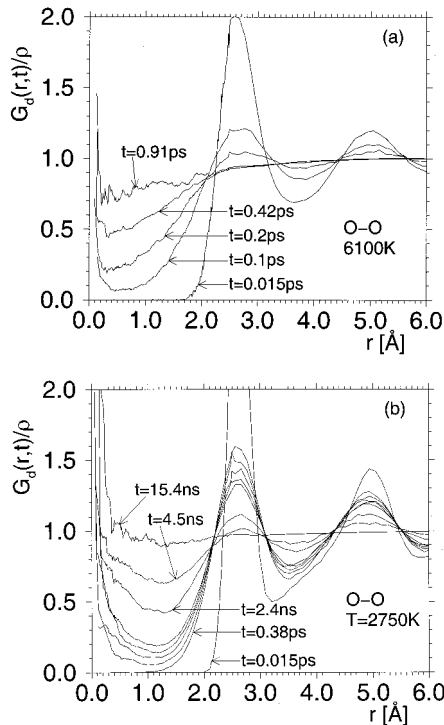 (a)
G_d(r,t)/ρ
2.0
1.5
1.0
0.5
0.0
t=0.91ps
t=0.42ps
t=0.2ps
t=0.1ps
t=0.015ps
O–O
6100K
0.0 1.0 2.0 3.0 4.0 5.0 6.0
r [Å]
(b)
G_d(r,t)/ρ
2.0
1.5
1.0
0.5
0.0
t=15.4ns
t=4.5ns
t=2.4ns
t=0.38ps
t=0.015ps
O–O
T=2750K
0.0 1.0 2.0 3.0 4.0 5.0 6.0
r [Å]